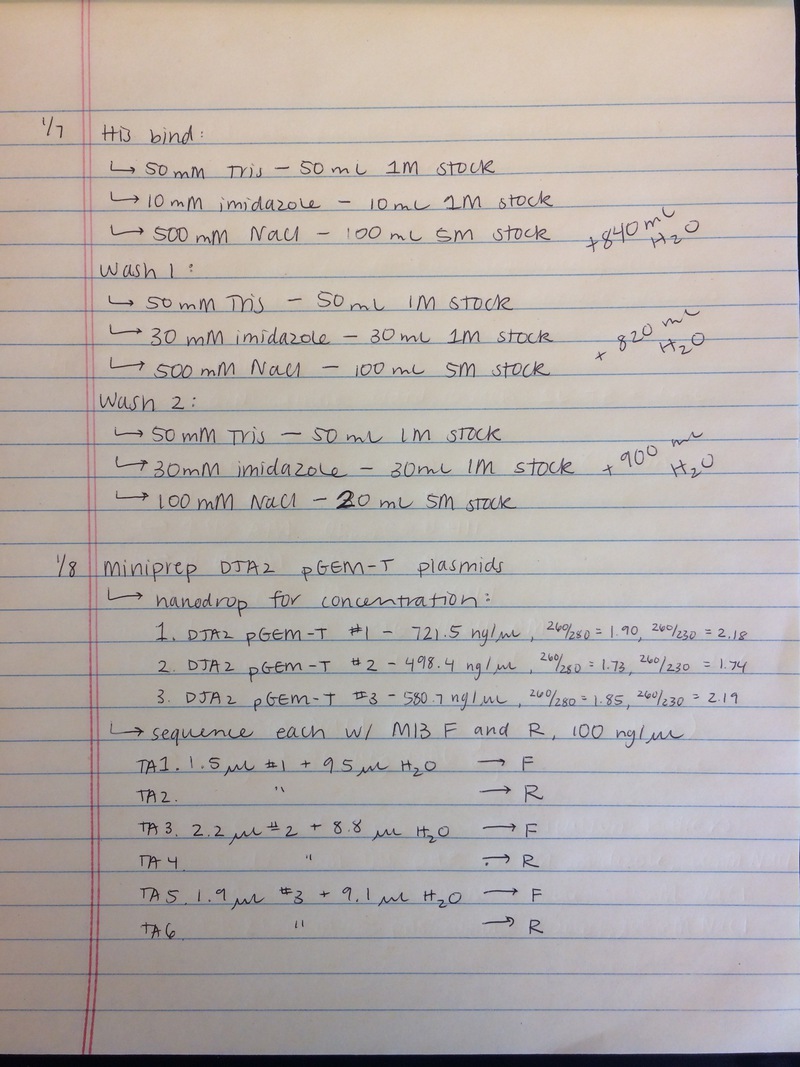 1/7 His bind:
↳ 50 mM Tris - 50 mL 1M stock
↳ 10 mM imidazole - 10 mL 1M stock
↳ 500 mM NaCl - 100 mL 5M stock +840 mL H2O
Wash 1:
↳ 50 mM Tris - 50 mL 1M stock
↳ 30 mM imidazole - 30 mL 1M stock + 820 mL H2O
↳ 500 mM NaCl - 100 mL 5M stock
Wash 2:
↳ 50 mM Tris - 50 mL 1M stock
↳ 30 mM imidazole - 30 mL 1M stock + 900 mL H2O
↳ 100 mM NaCl - 20 mL 5M stock
1/8 miniprep DJA2 pGEM-T plasmids
↳ nanodrop for concentration:
1. DJA2 pGEM-T #1 - 721.5 ng/μL, 260/280 = 1.90, 260/230 = 2.18
2. DJA2 pGEM-T #2 - 498.4 ng/μL, 260/280 = 1.73, 260/230 = 1.74
3. DJA2 pGEM-T #3 - 580.7 ng/μL, 260/280 = 1.85, 260/230 = 2.19
↳ sequence each w/ M13 F and R, 100 ng/μL
TA1. 1.5 μL #1 + 9.5 μL H2O → F
TA2. " → R
TA3. 2.2 μL #2 + 8.8 μL H2O → F
TA4 " → R
TA5. 1.9 μL #3 + 9.1 μL H2O → F
TA6 " → R